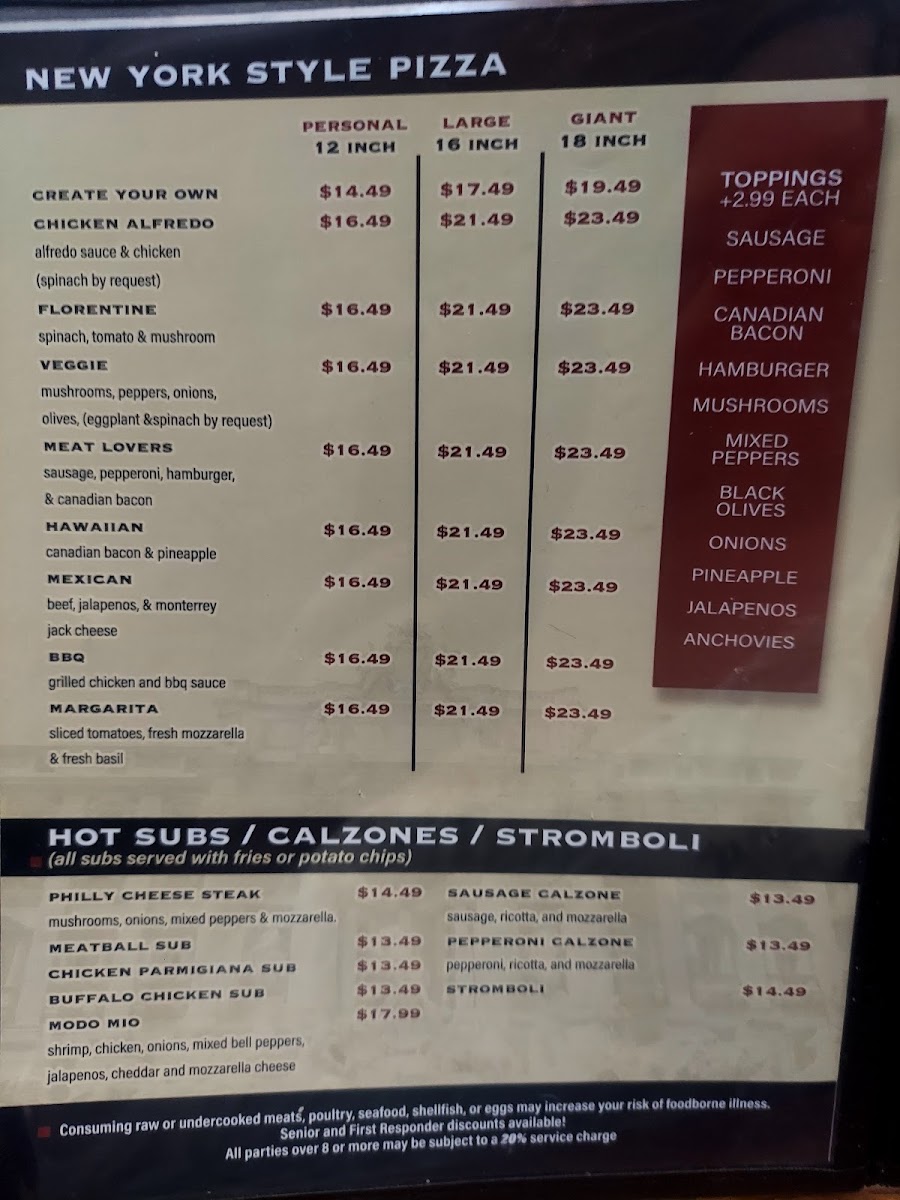 NEW YORK STYLE PIZZA
PERSONAL LARGE GIANT
12 INCH 16 INCH 18 INCH
CREATE YOUR OWN $14.49 $17.49 $19.49
CHICKEN ALFREDO $16.49 $21.49 $23.49
alfredo sauce & chicken
(spinach by request)
FLORENTINE $16.49 $21.49 $23.49
spinach, tomato & mushroom
VEGGIE $16.49 $21.49 $23.49
mushrooms, peppers, onions,
olives, (eggplant &spinach by request)
MEAT LOVERS $16.49 $21.49 $23.49
sausage, pepperoni, hamburger,
& canadian bacon
HAWAIIAN $16.49 $21.49 $23.49
canadian bacon & pineapple
MEXICAN $16.49 $21.49 $23.49
beef, jalapenos, & monterrey
jack cheese
BBQ $16.49 $21.49 $23.49
grilled chicken and bbq sauce
MARGARITA $16.49 $21.49 $23.49
sliced tomatoes, fresh mozzarella
& fresh basil
TOPPINGS
+2.99 EACH
SAUSAGE
PEPPERONI
CANADIAN
BACON
HAMBURGER
MUSHROOMS
MIXED
PEPPERS
BLACK
OLIVES
ONIONS
PINEAPPLE
JALAPENOS
ANCHOVIES
HOT SUBS / CALZONES / STROMBOLI
(all subs served with fries or potato chips)
PHILLY CHEESE STEAK $14.49
mushrooms, onions, mixed peppers & mozzarella.
MEATBALL SUB $13.49
CHICKEN PARMIGIANA SUB $13.49
BUFFALO CHICKEN SUB $13.49
MODO MIO $17.99
shrimp, chicken, onions, mixed bell peppers,
jalapenos, cheddar and mozzarella cheese
SAUSAGE CALZONE $13.49
sausage, ricotta, and mozzarella
PEPPERONI CALZONE $13.49
pepperoni, ricotta, and mozzarella
STROMBOLI $14.49
Consuming raw or undercooked meats, poultry, seafood, shellfish, or eggs may increase your risk of foodborne illness.
Senior and First Responder discounts available!
All parties over 8 or more may be subject to a 20% service charge